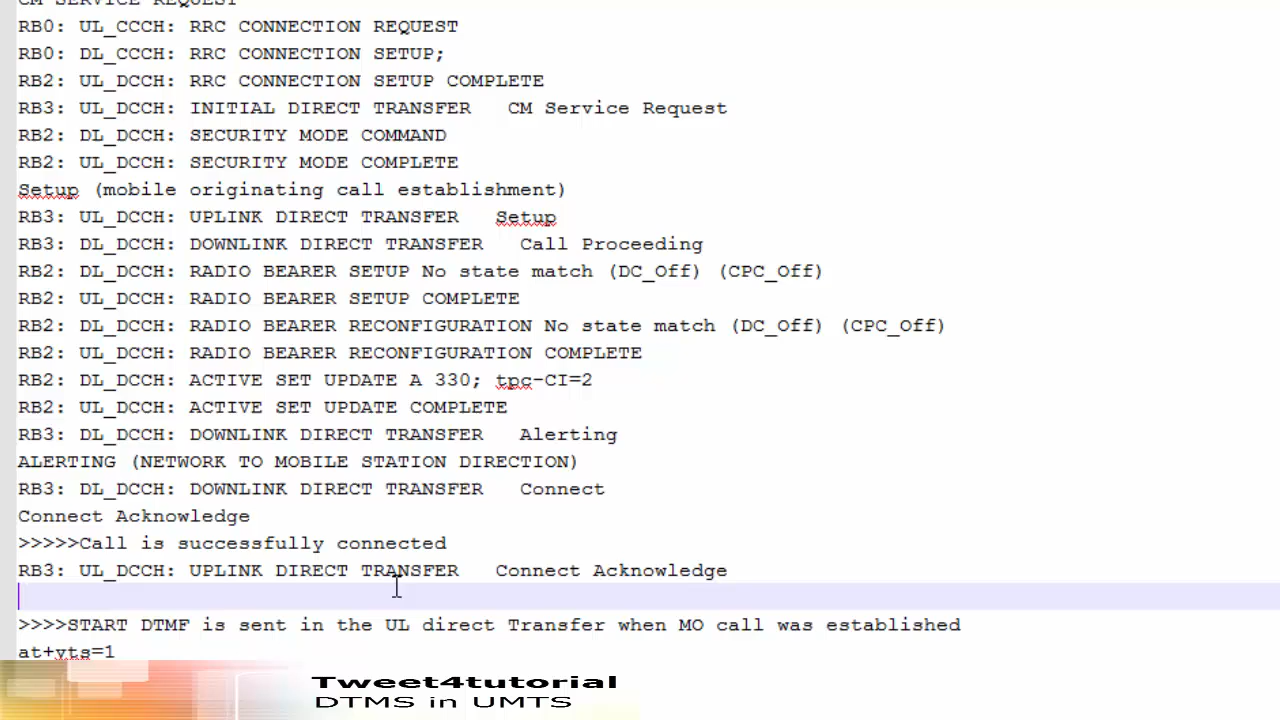 CM SERVICE REQUEST
RB0: UL_CCCH: RRC CONNECTION REQUEST
RB0: DL_CCCH: RRC CONNECTION SETUP;
RB2: UL_DCCH: RRC CONNECTION SETUP COMPLETE
RB3: UL_DCCH: INITIAL DIRECT TRANSFER   CM Service Request
RB2: DL_DCCH: SECURITY MODE COMMAND
RB2: UL_DCCH: SECURITY MODE COMPLETE
Setup (mobile originating call establishment)
RB3: UL_DCCH: UPLINK DIRECT TRANSFER   Setup
RB3: DL_DCCH: DOWNLINK DIRECT TRANSFER   Call Proceeding
RB2: DL_DCCH: RADIO BEARER SETUP No state match (DC_Off) (CPC_Off)
RB2: UL_DCCH: RADIO BEARER SETUP COMPLETE
RB2: DL_DCCH: RADIO BEARER RECONFIGURATION No state match (DC_Off) (CPC_Off)
RB2: UL_DCCH: RADIO BEARER RECONFIGURATION COMPLETE
RB2: DL_DCCH: ACTIVE SET UPDATE A 330; tpc-CI=2
RB2: UL_DCCH: ACTIVE SET UPDATE COMPLETE
RB3: DL_DCCH: DOWNLINK DIRECT TRANSFER   Alerting
ALERTING (NETWORK TO MOBILE STATION DIRECTION)
RB3: DL_DCCH: DOWNLINK DIRECT TRANSFER   Connect
Connect Acknowledge
>>>>>Call is successfully connected
RB3: UL_DCCH: UPLINK DIRECT TRANSFER   Connect Acknowledge
>>>>START DTMF is sent in the UL direct Transfer when MO call was established
at+yts=1
Tweet4tutorial
DTMS in UMTS